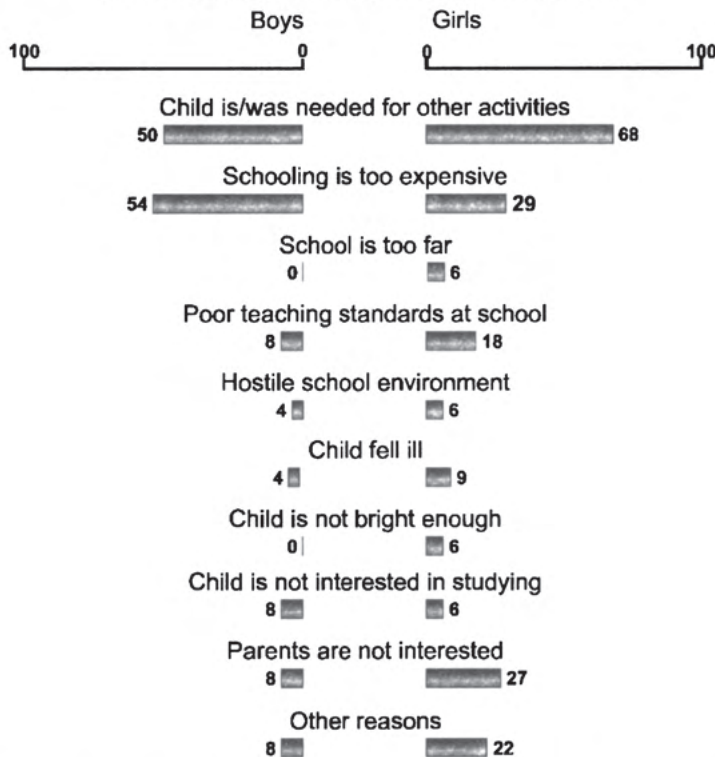 Boys Girls
100 0 0 100
Child is/was needed for other activities
50 68
Schooling is too expensive
54 29
School is too far
0 6
Poor teaching standards at school
8 18
Hostile school environment
4 6
Child fell ill
4 9
Child is not bright enough
0 6
Child is not interested in studying
8 6
Parents are not interested
8 27
Other reasons
8 22